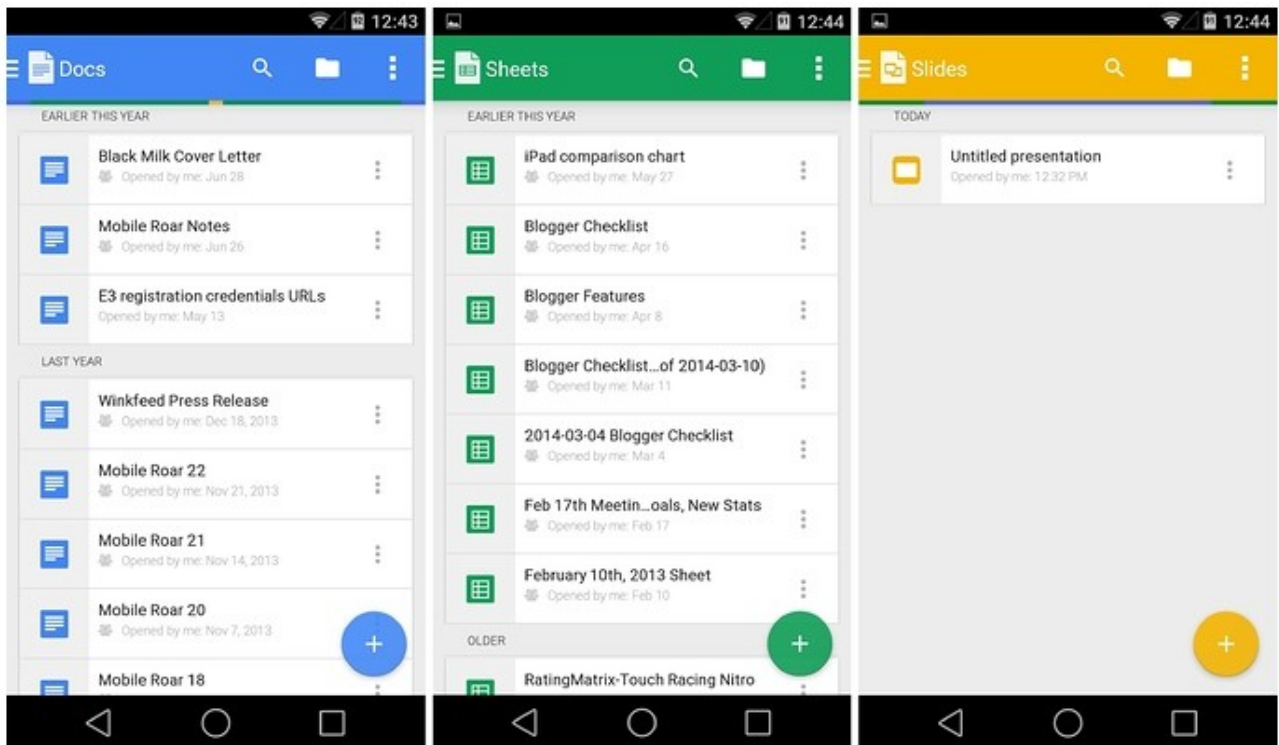 12:43
Docs
EARLIER THIS YEAR
Black Milk Cover Letter
Opened by me: Jun 28
Mobile Roar Notes
Opened by me: Jun 26
E3 registration credentials URLs
Opened by me: May 13
LAST YEAR
Winkfeed Press Release
Opened by me: Dec 18, 2013
Mobile Roar 22
Opened by me: Nov 21, 2013
Mobile Roar 21
Opened by me: Nov 14, 2013
Mobile Roar 20
Opened by me: Nov 7, 2013
Mobile Roar 18
12:44
Sheets
EARLIER THIS YEAR
iPad comparison chart
Opened by me: May 27
Blogger Checklist
Opened by me: Apr 16
Blogger Features
Opened by me: Apr 8
Blogger Checklist...of 2014-03-10)
Opened by me: Mar 11
2014-03-04 Blogger Checklist
Opened by me: Mar 4
Feb 17th Meetin...oals, New Stats
Opened by me: Feb 17
February 10th, 2013 Sheet
Opened by me: Feb 10
OLDER
RatingMatrix-Touch Racing Nitro
12:44
Slides
TODAY
Untitled presentation
Opened by me: 12:32 PM